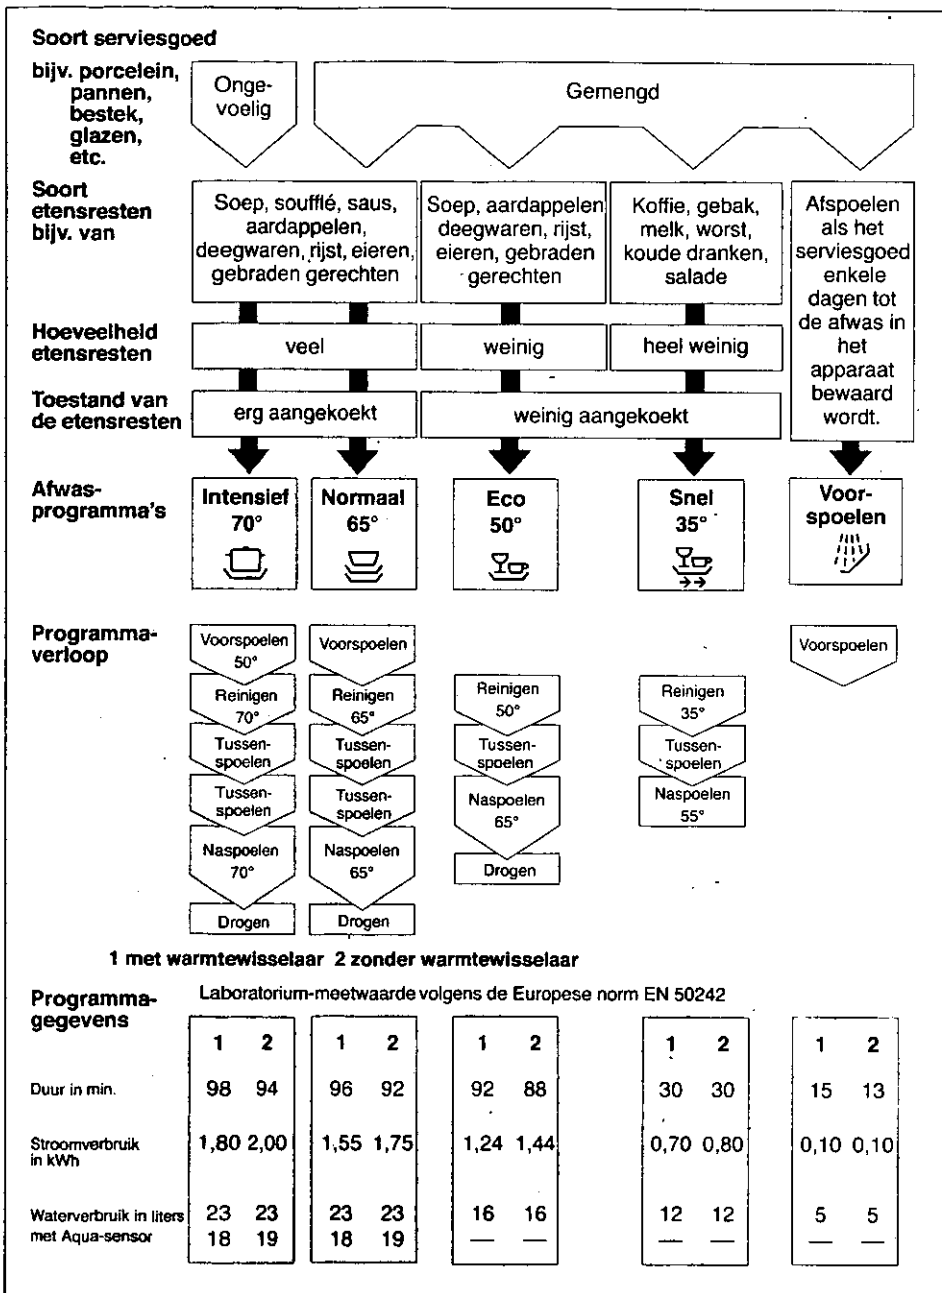 Soort serviesgoed
bijv. porcelein,
pannen,
bestek,
glazen,
etc.
Onge-
voelig
Gemengd
Soort
etensresten
bijv. van
Soep, soufflé, saus,
aardappelen,
deegwaren, rijst, eieren,
gebraden gerechten
Soep, aardappelen
deegwaren, rijst,
eieren, gebraden
gerechten
Koffie, gebak,
melk, worst,
koude dranken,
salade
Afspoelen
als het
serviesgoed
enkele
dagen tot
de afwas in
het
apparaat
bewaard
wordt.
Hoeveelheid
etensresten
veel
weinig
heel weinig
Toestand van
de etensresten
erg aangekoekt
weinig aangekoekt
Afwas-
programma's
Intensief
70°
Normaal
65°
Eco
50°
Snel
35°
Voor-
spoelen
Programma-
verloop
Voorspoelen
50°
Reinigen
70°
Tussen-
spoelen
Tussen-
spoelen
Naspoelen
70°
Drogen
Voorspoelen
Reinigen
65°
Tussen-
spoelen
Tussen-
spoelen
Naspoelen
65°
Drogen
Reinigen
50°
Tussen-
spoelen
Naspoelen
65°
Drogen
Reinigen
35°
Tussen-
spoelen
Naspoelen
55°
Voorspoelen
1 met warmtewisselaar 2 zonder warmtewisselaar
Programma-
gegevens
Laboratorium-meetwaarde volgens de Europese norm EN 50242
1 2 1 2 1 2 1 2 1 2
Duur in min. 98 94 96 92 92 88 30 30 15 13
Stroomverbruik
in kWh 1,80 2,00 1,55 1,75 1,24 1,44 0,70 0,80 0,10 0,10
Waterverbruik in liters 23 23 23 23 16 16 12 12 5 5
met Aqua-sensor 18 19 18 19 — — — — — —